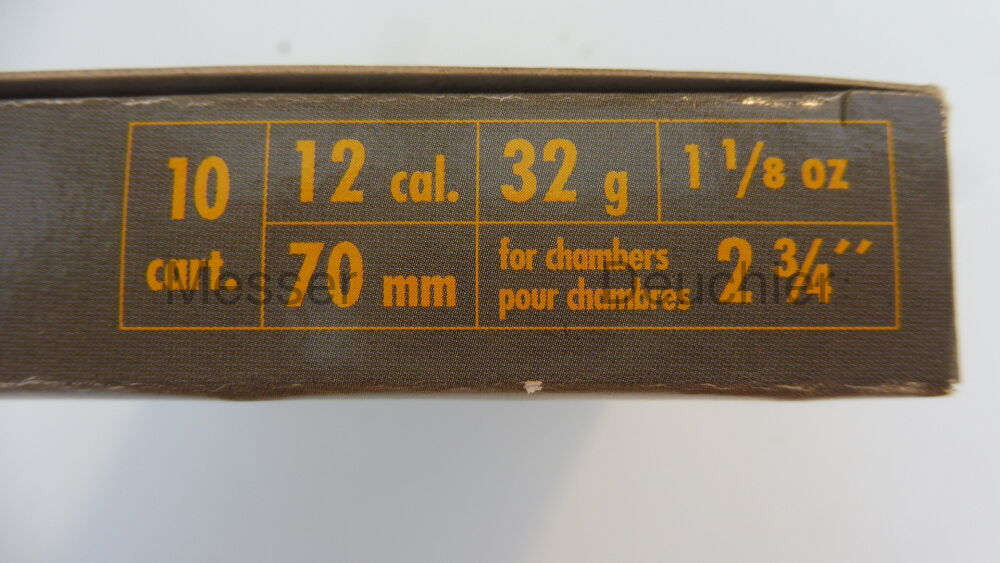 10 cart.
12 cal.
32 g
1 1/8 oz
70 mm
for chambers
pour chambres
2 3/4″
Messer Deuchler